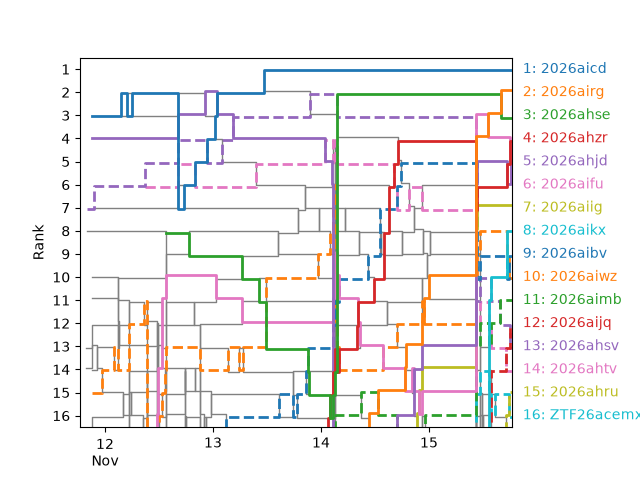 1
2
3
4
5
6
7
8
9
10
11
12
13
14
15
16
Rank
12
13
14
15
Nov
1: 2026aicd
2: 2026airg
3: 2026ahse
4: 2026ahzr
5: 2026ahjd
6: 2026aifu
7: 2026aiig
8: 2026aikx
9: 2026aibv
10: 2026aiwz
11: 2026aimb
12: 2026aijq
13: 2026ahsv
14: 2026ahtv
15: 2026ahru
16: ZTF26acemx